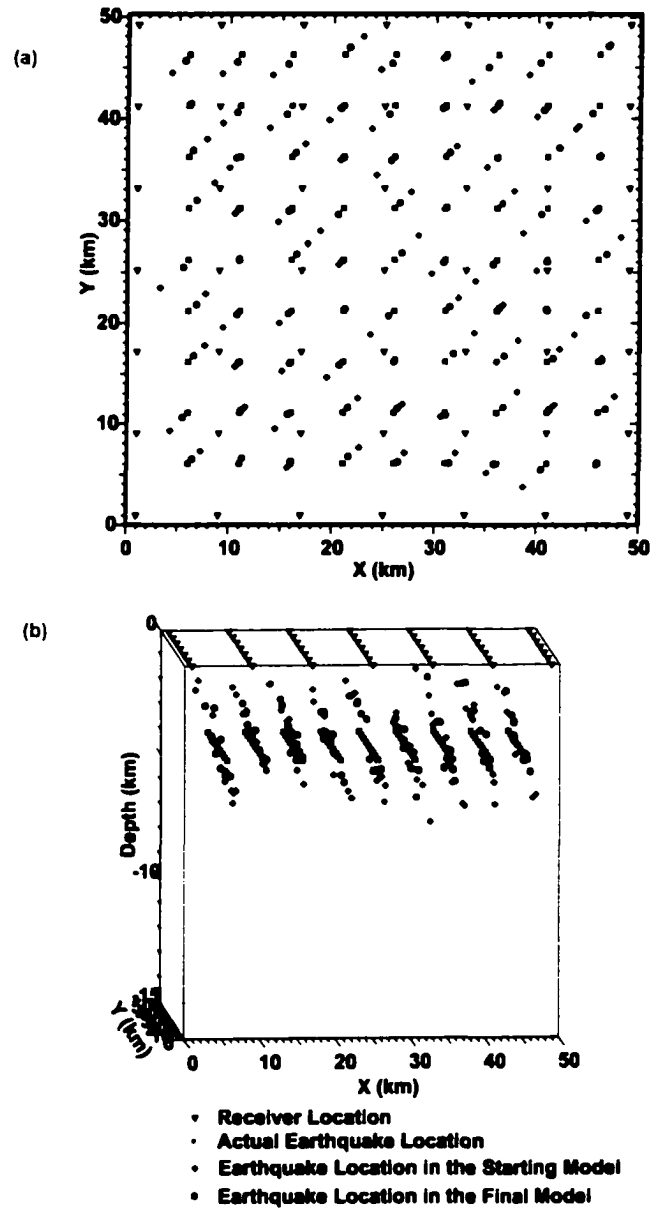 (a)
50
40
30
20
10
0
Y (km)
0 10 20 30 40 50
X (km)
(b)
0
-10
-15
Depth (km)
Y (km)
0 10 20 30 40 50
X (km)
Receiver Location
Actual Earthquake Location
Earthquake Location in the Starting Model
Earthquake Location in the Final Model